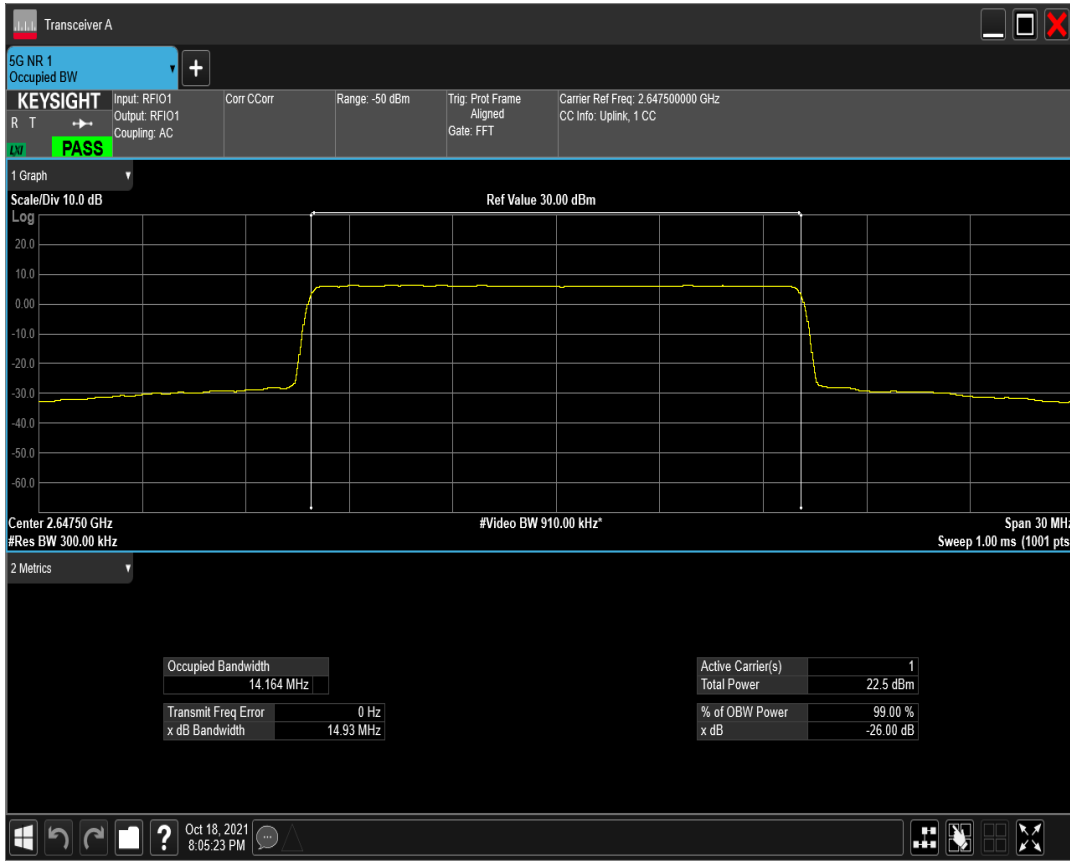 Transceiver A
5G NR 1
Occupied BW
KEYSIGHT
R T
LXI
PASS
Input: RFIO1
Output: RFIO1
Coupling: AC
Corr CCorr
Range: -50 dBm
Trig: Prot Frame
Aligned
Gate: FFT
Carrier Ref Freq: 2.647500000 GHz
CC Info: Uplink, 1 CC
1 Graph
Scale/Div 10.0 dB
Ref Value 30.00 dBm
Log
20.0
10.0
0.00
-10.0
-20.0
-30.0
-40.0
-50.0
-60.0
Center 2.64750 GHz
#Video BW 910.00 kHz*
Span 30 MHz
#Res BW 300.00 kHz
Sweep 1.00 ms (1001 pts
2 Metrics
Occupied Bandwidth
14.164 MHz
Transmit Freq Error 0 Hz
x dB Bandwidth 14.93 MHz
Active Carrier(s) 1
Total Power 22.5 dBm
% of OBW Power 99.00 %
x dB -26.00 dB
?
Oct 18, 2021
8:05:23 PM